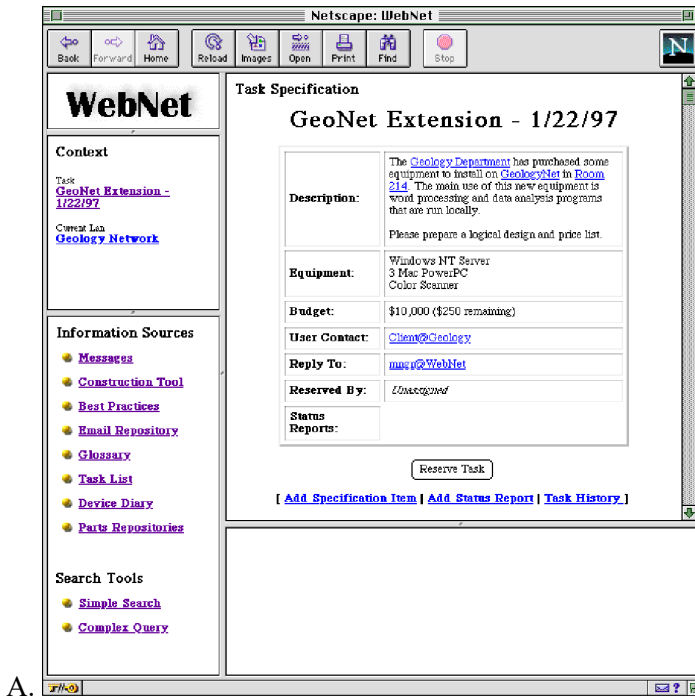 Netscape: WebNet
Back Forward Home Reload Images Open Print Find Stop
N
WebNet
Context
Task
GeoNet Extension -
1/22/97
Current Lan
Geology Network
Information Sources
Messages
Construction Tool
Best Practices
Email Repository
Glossary
Task List
Device Diary
Parts Repositories
Search Tools
Simple Search
Complex Query
Task Specification
GeoNet Extension - 1/22/97
Description:
The Geology Department has purchased some
equipment to install on GeologyNet in Room
214. The main use of this new equipment is
word processing and data analysis programs
that are run locally.
Please prepare a logical design and price list.
Equipment:
Windows NT Server
3 Mac PowerPC
Color Scanner
Budget:
$10,000 ($250 remaining)
User Contact:
Client@Geology
Reply To:
mngr@WebNet
Reserved By:
Unassigned
Status
Reports:
Reserve Task
[ Add Specification Item | Add Status Report | Task History ]
A.
?